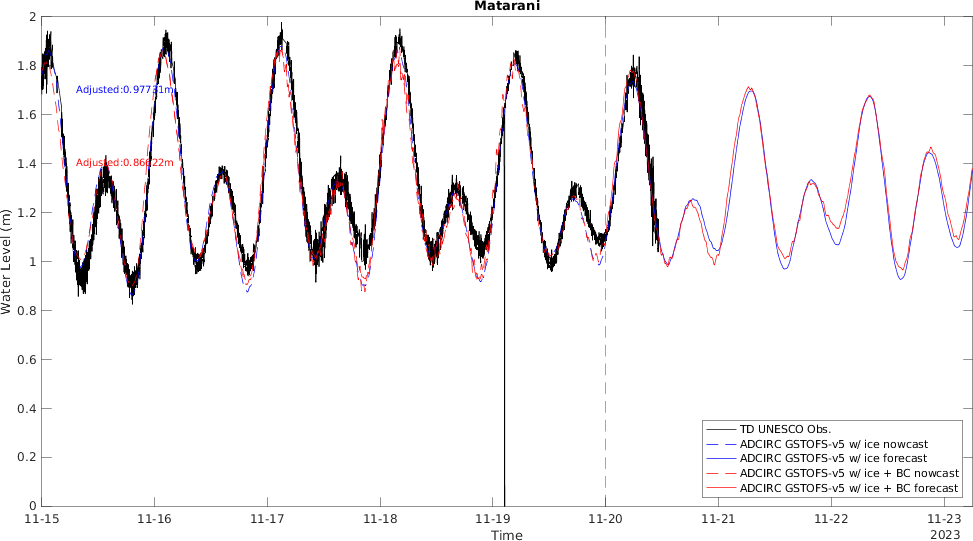 Matarani
2
1.8
1.6
1.4
1.2
1
0.8
0.6
0.4
0.2
0
Water Level (m)
Adjusted:0.97731m
Adjusted:0.86622m
TD UNESCO Obs.
ADCIRC GSTOFS-v5 w/ ice nowcast
ADCIRC GSTOFS-v5 w/ ice forecast
ADCIRC GSTOFS-v5 w/ ice + BC nowcast
ADCIRC GSTOFS-v5 w/ ice + BC forecast
11-15 11-16 11-17 11-18 11-19 11-20 11-21 11-22 11-23
Time
2023